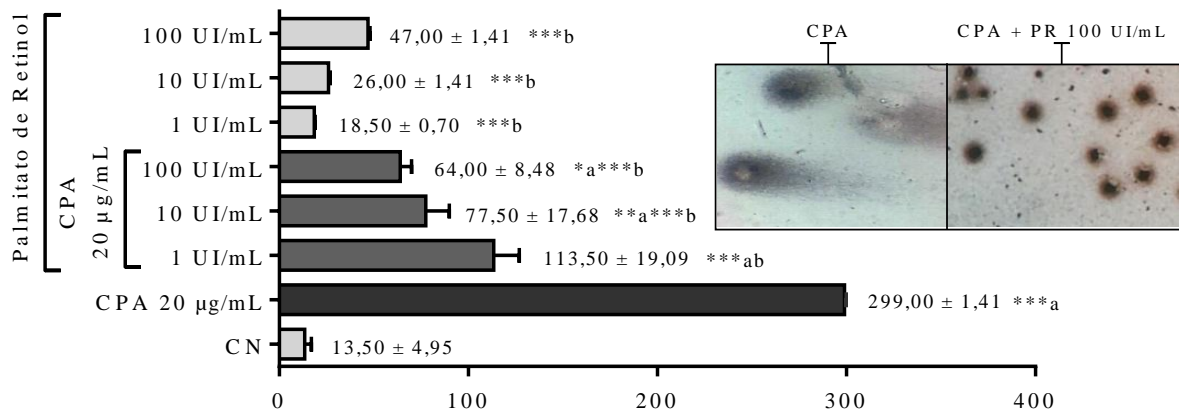 Palmitato de Retinol
CPA
20 µg/mL
100 UI/mL
47,00 ± 1,41 ***b
10 UI/mL
26,00 ± 1,41 ***b
1 UI/mL
18,50 ± 0,70 ***b
100 UI/mL
64,00 ± 8,48 *a***b
10 UI/mL
77,50 ± 17,68 **a***b
1 UI/mL
113,50 ± 19,09 ***ab
CPA 20 µg/mL
299,00 ± 1,41 ***a
CN
13,50 ± 4,95
0 100 200 300 400
CPA
CPA + PR 100 UI/mL